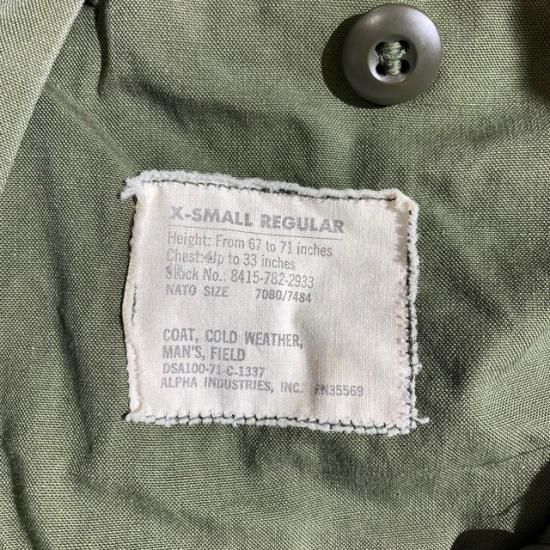 X-SMALL REGULAR
Height: From 67 to 71 inches
Chest: Up to 33 inches
Stock No.: 8415-782-2933
NATO SIZE 7080/7484
COAT, COLD WEATHER,
MAN'S, FIELD
DSA100-71-C-1337
ALPHA INDUSTRIES, INC. RN35569